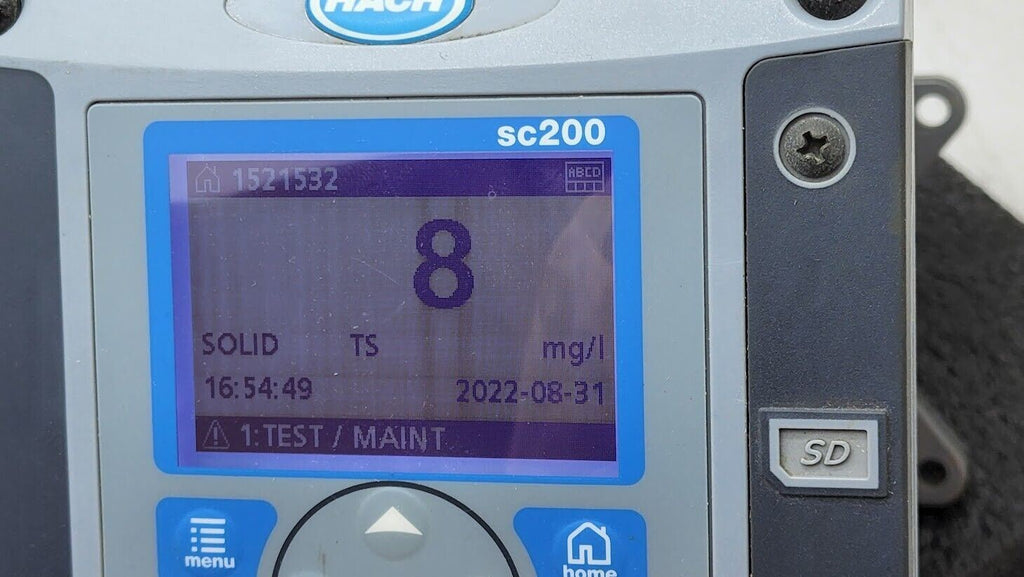 HACH
sc200
1521532
ABCD
8
SOLID TS mg/l
16:54:49 2022-08-31
1:TEST / MAINT
SD
menu
home